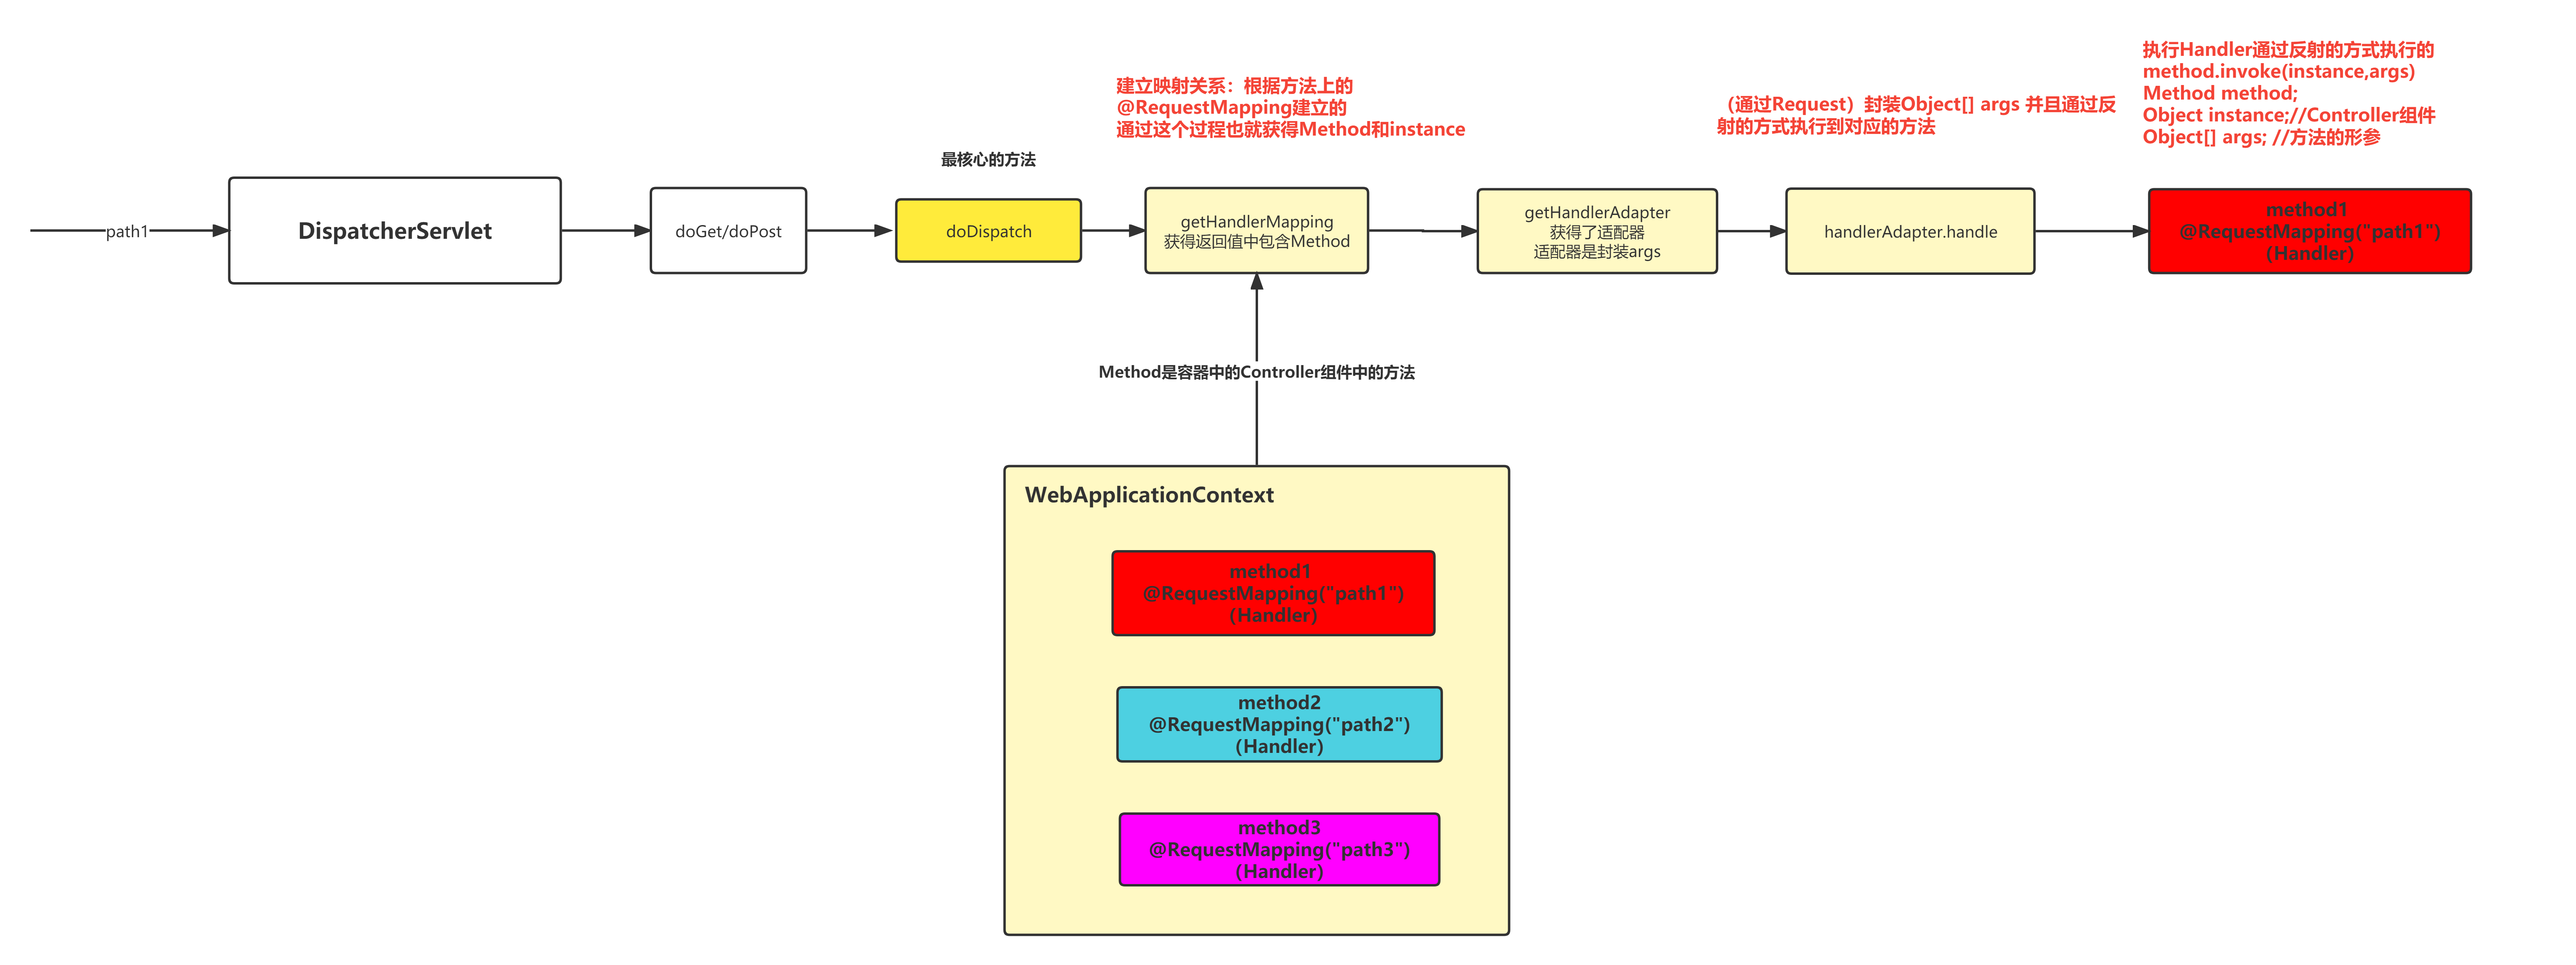 执行Handler通过反射的方式执行的
method.invoke(instance,args)
Method method;
Object instance;//Controller组件
Object[] args; //方法的形参
建立映射关系：根据方法上的
@RequestMapping建立的
通过这个过程也就获得Method和instance
（通过Request）封装Object[] args 并且通过反
射的方式执行到对应的方法
最核心的方法
path1
DispatcherServlet
doGet/doPost
doDispatch
getHandlerMapping
获得返回值中包含Method
getHandlerAdapter
获得了适配器
适配器是封装args
handlerAdapter.handle
method1
@RequestMapping("path1")
(Handler)
Method是容器中的Controller组件中的方法
WebApplicationContext
method1
@RequestMapping("path1")
(Handler)
method2
@RequestMapping("path2")
(Handler)
method3
@RequestMapping("path3")
(Handler)